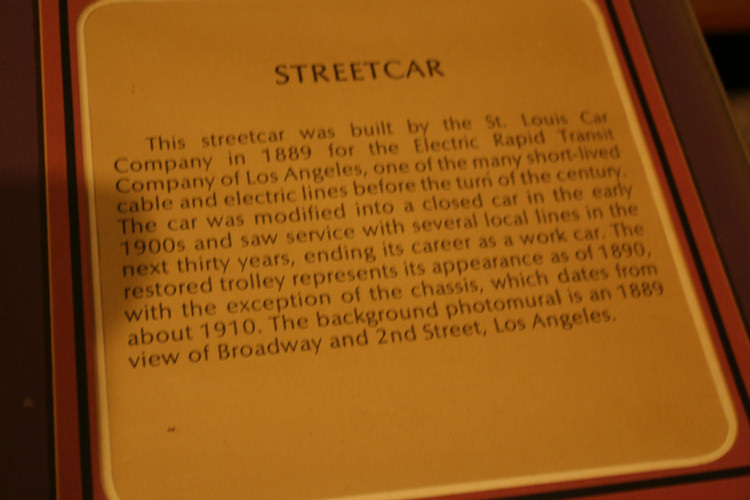 STREETCAR
This streetcar was built by the St. Louis Car
Company in 1889 for the Electric Rapid Transit
Company of Los Angeles, one of the many short-lived
cable and electric lines before the turn of the century.
The car was modified into a closed car in the early
1900s and saw service with several local lines in the
next thirty years, ending its career as a work car. The
restored trolley represents its appearance as of 1890,
with the exception of the chassis, which dates from
about 1910. The background photomural is an 1889
view of Broadway and 2nd Street, Los Angeles.